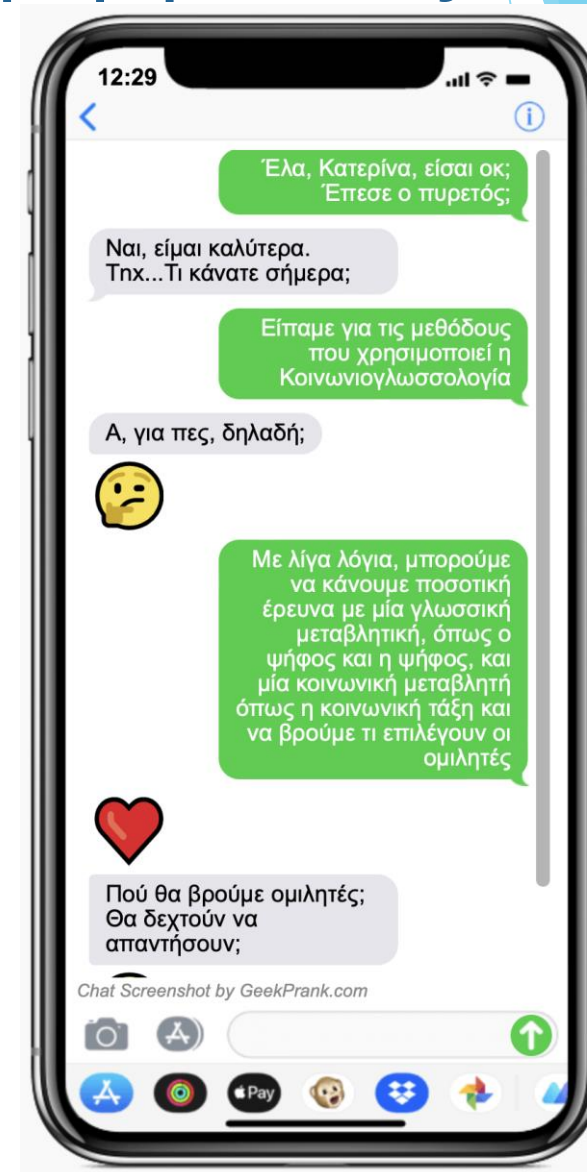 12:29
Έλα, Κατερίνα, είσαι οκ;
Έπεσε ο πυρετός;
Ναι, είμαι καλύτερα.
Tnx...Τι κάνατε σήμερα;
Είπαμε για τις μεθόδους
που χρησιμοποιεί η
Κοινωνιογλωσσολογία
Α, για πες, δηλαδή;
Με λίγα λόγια, μπορούμε
να κάνουμε ποσοτική
έρευνα με μία γλωσσική
μεταβλητική, όπως ο
ψήφος και η ψήφος, και
μία κοινωνική μεταβλητή
όπως η κοινωνική τάξη και
να βρούμε τι επιλέγουν οι
ομιλητές
Πού θα βρούμε ομιλητές;
Θα δεχτούν να
απαντήσουν;
Chat Screenshot by GeekPrank.com
Pay